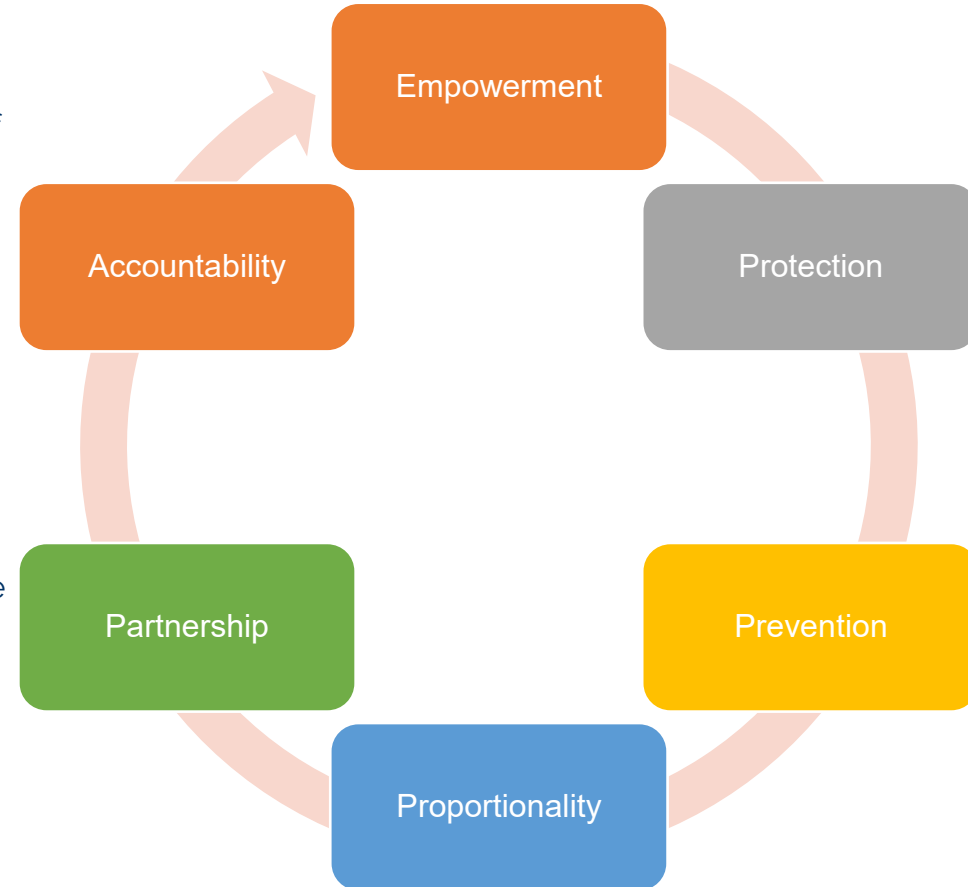 Empowerment
Protection
Prevention
Proportionality
Partnership
Accountability
e